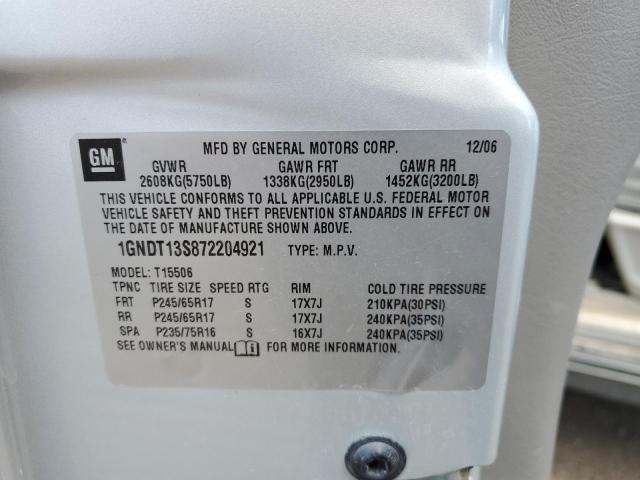 GM
MFD BY GENERAL MOTORS CORP. 12/06
GVWR GAWR FRT GAWR RR
2608KG(5750LB) 1338KG(2950LB) 1452KG(3200LB)
THIS VEHICLE CONFORMS TO ALL APPLICABLE U.S. FEDERAL MOTOR
VEHICLE SAFETY AND THEFT PREVENTION STANDARDS IN EFFECT ON
THE DATE OF MANUFACTURE SHOWN ABOVE.
1GNDT13S872204921 TYPE: M.P.V.
MODEL: T15506
TPNC TIRE SIZE SPEED RTG RIM COLD TIRE PRESSURE
FRT P245/65R17 S 17X7J 210KPA(30PSI)
RR P245/65R17 S 17X7J 240KPA(35PSI)
SPA P235/75R16 S 16X7J 240KPA(35PSI)
SEE OWNER'S MANUAL FOR MORE INFORMATION.